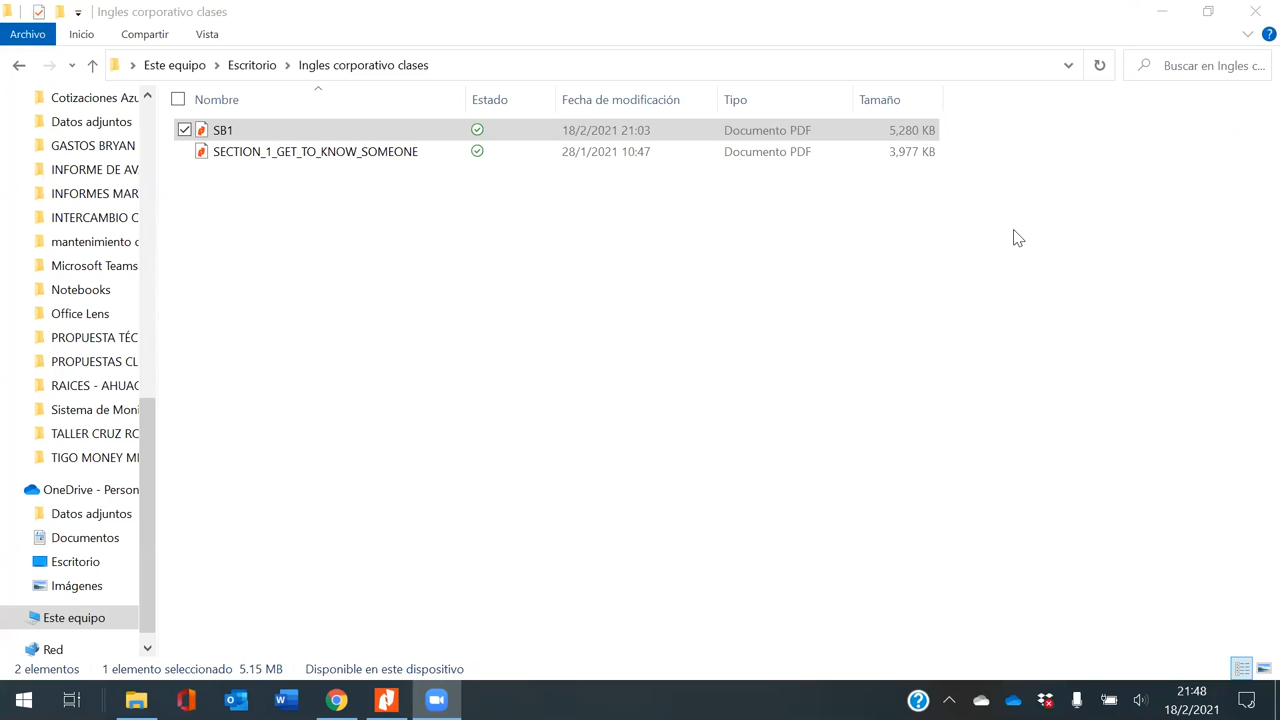 Ingles corporativo clases
Archivo Inicio Compartir Vista
Este equipo > Escritorio > Ingles corporativo clases
Buscar en Ingles c...
Nombre Estado Fecha de modificación Tipo Tamaño
SB1 18/2/2021 21:03 Documento PDF 5,280 KB
SECTION_1_GET_TO_KNOW_SOMEONE 28/1/2021 10:47 Documento PDF 3,977 KB
Cotizaciones Azu
Datos adjuntos
GASTOS BRYAN
INFORME DE AV
INFORMES MAR
INTERCAMBIO C
mantenimiento c
Microsoft Teams
Notebooks
Office Lens
PROPUESTA TÉC
PROPUESTAS CL
RAICES - AHUAC
Sistema de Moni
TALLER CRUZ RO
TIGO MONEY MI
OneDrive - Person
Datos adjuntos
Documentos
Escritorio
Imágenes
Este equipo
Red
2 elementos 1 elemento seleccionado 5.15 MB Disponible en este dispositivo
21:48
18/2/2021